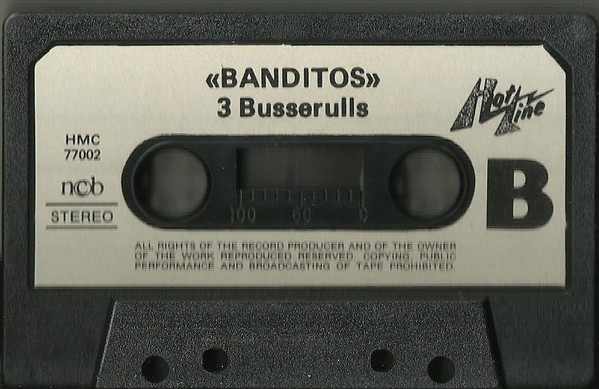 «BANDITOS»
3 Busserulls
Hot
Line
HMC
77002
ncb
STEREO
B
100 50 0
ALL RIGHTS OF THE RECORD PRODUCER AND OF THE OWNER
OF THE WORK REPRODUCED RESERVED. COPYING, PUBLIC
PERFORMANCE AND BROADCASTING OF TAPE PROHIBITED.